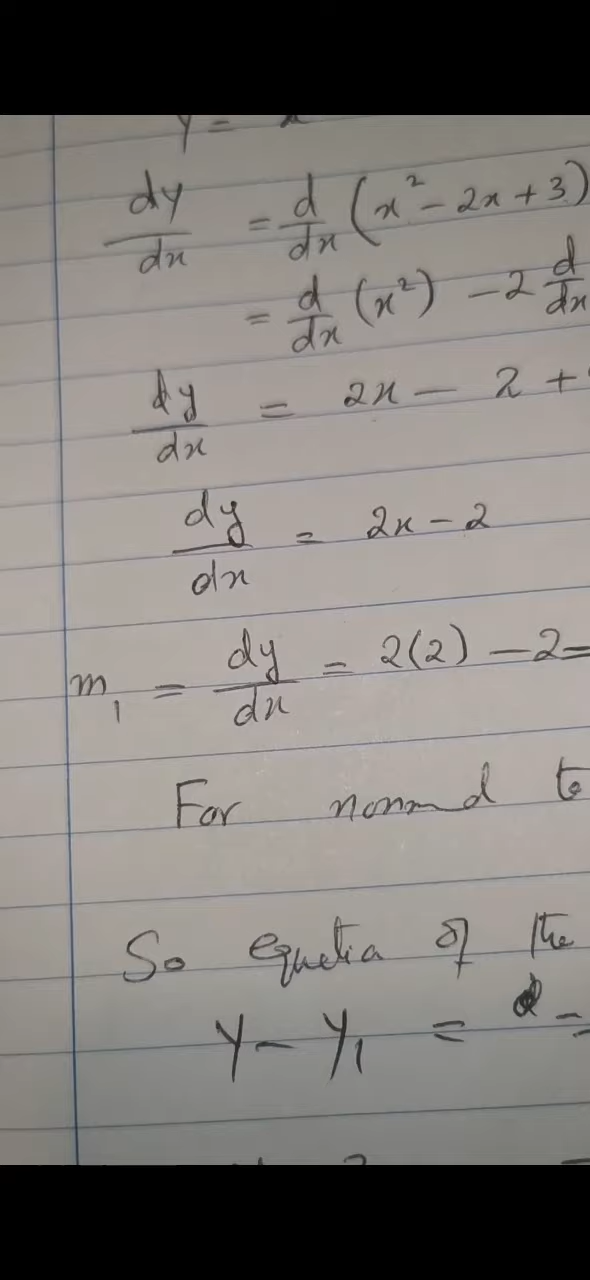 y =
dy/dx = d/dx (x² - 2x + 3)
= d/dx (x²) - 2 d/dx
dy/dx = 2x - 2 +
dy/dx = 2x - 2
m₁ = dy/dx = 2(2) - 2 =
For normal to
So equatia of the
y - y₁ =